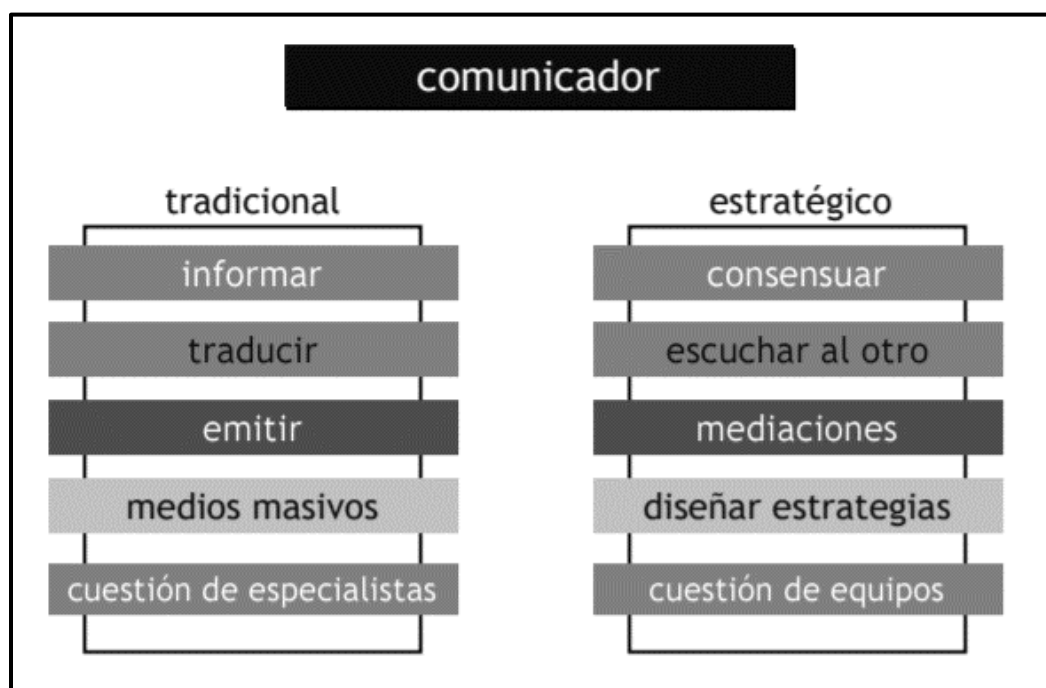 comunicador
tradicional
informar
traducir
emitir
medios masivos
cuestión de especialistas
estratégico
consensuar
escuchar al otro
mediaciones
diseñar estrategias
cuestión de equipos